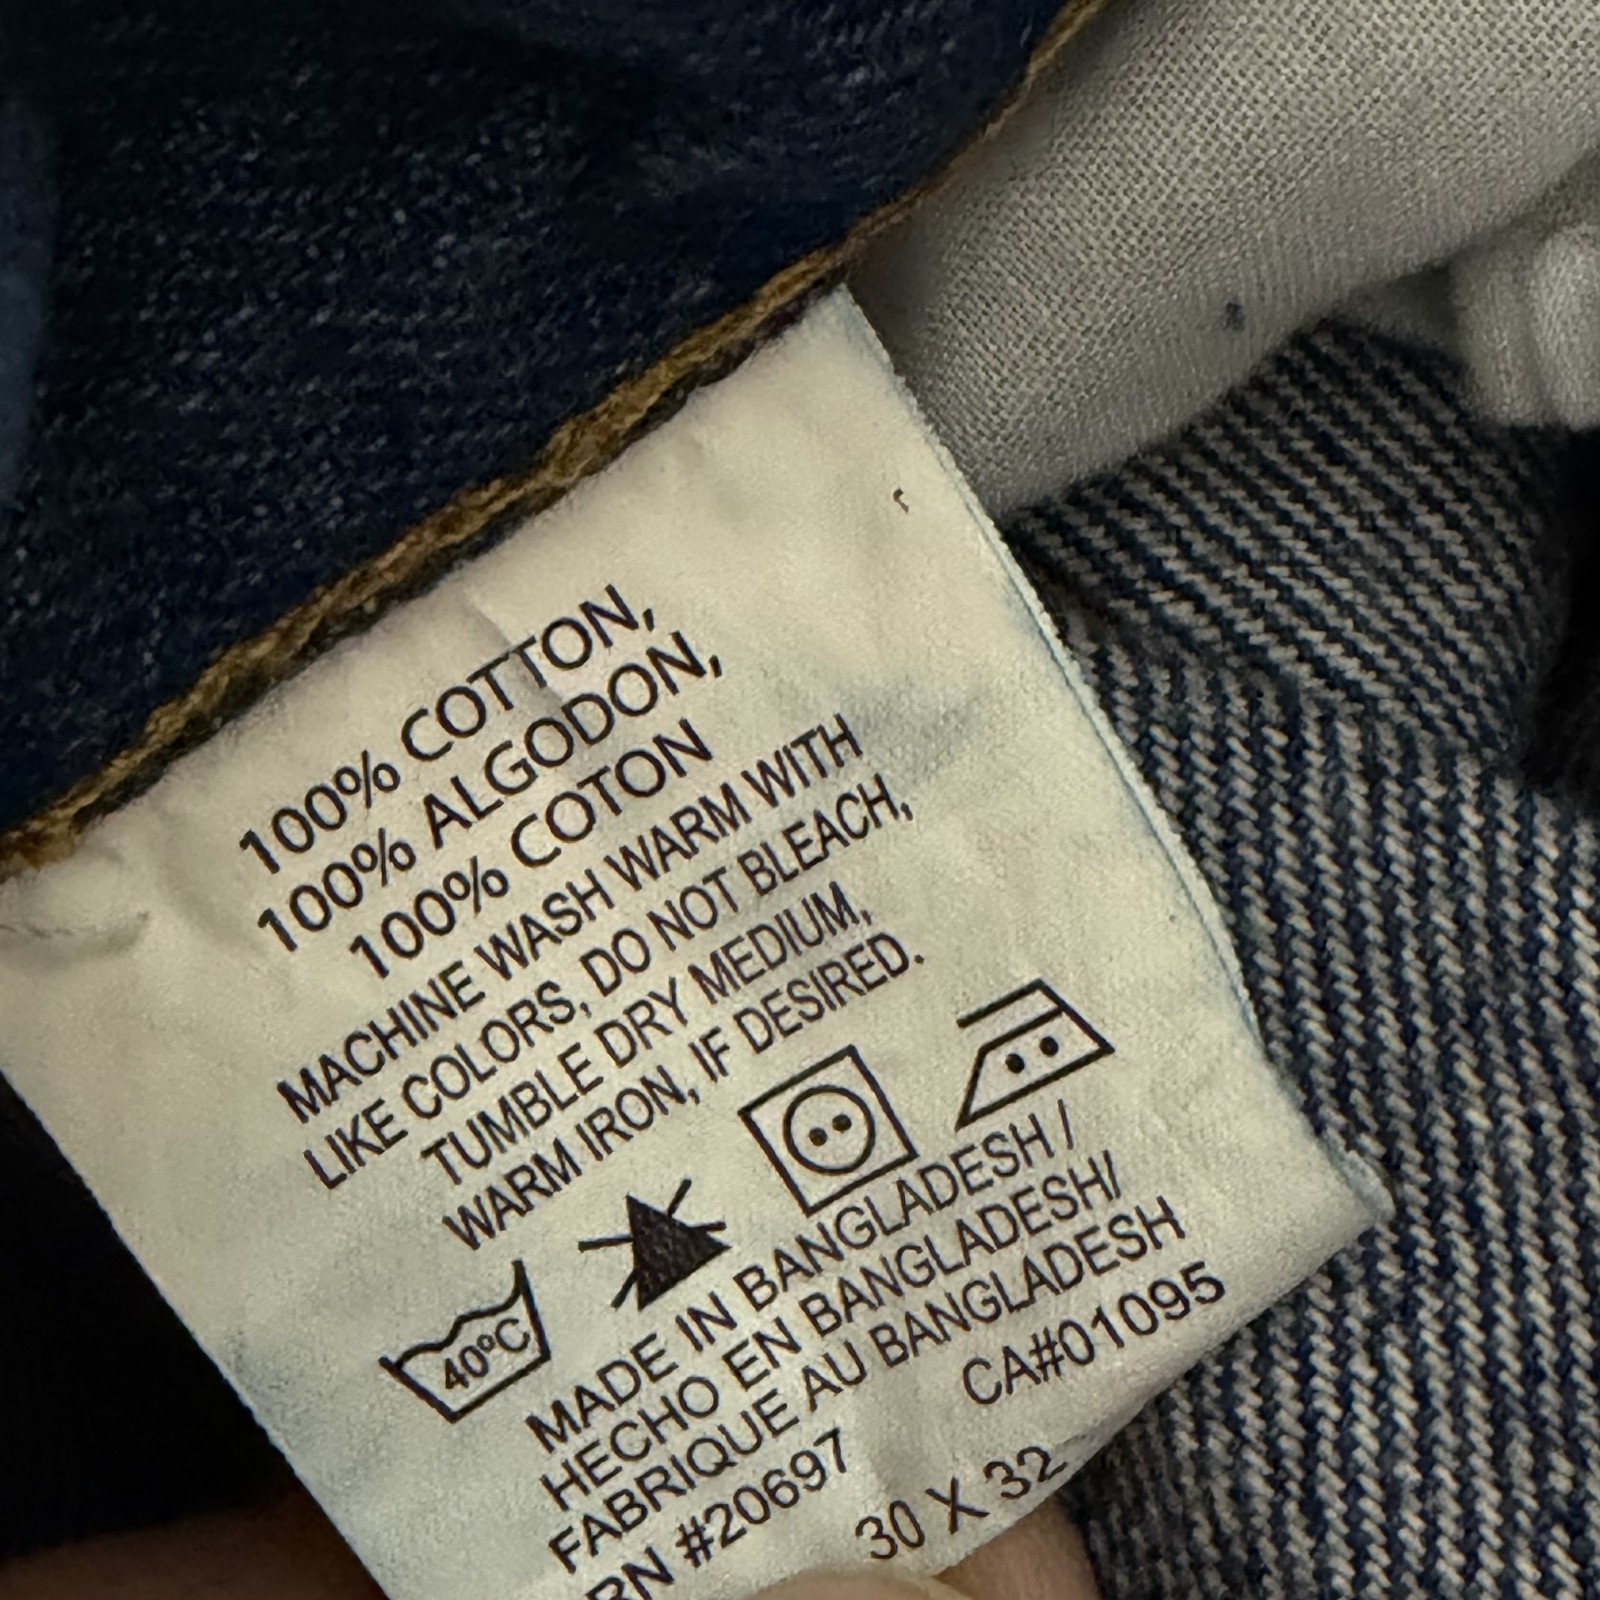 100% COTTON,
100% ALGODON,
100% COTON
MACHINE WASH WARM WITH
LIKE COLORS, DO NOT BLEACH,
TUMBLE DRY MEDIUM,
WARM IRON, IF DESIRED.
40°C
MADE IN BANGLADESH /
HECHO EN BANGLADESH/
FABRIQUE AU BANGLADESH
RN #20697 CA#01095
30 X 32